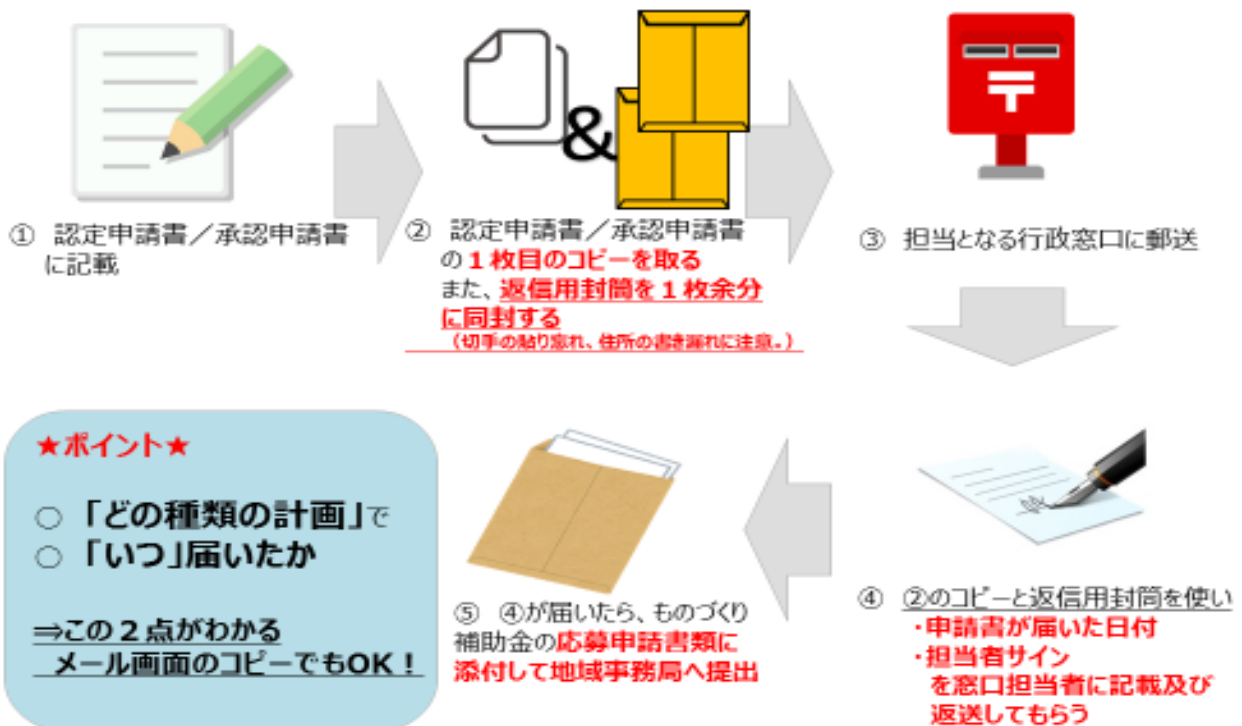 &
① 認定申請書／承認申請書
に記載
② 認定申請書／承認申請書
の１枚目のコピーを取る
また、返信用封筒を１枚余分
に同封する
（切手の貼り忘れ、住所の書き漏れに注意。）
③ 担当となる行政窓口に郵送
④ ②のコピーと返信用封筒を使い
・申請書が届いた日付
・担当者サイン
を窓口担当者に記載及び
返送してもらう
⑤ ④が届いたら、ものづくり
補助金の応募申請書類に
添付して地域事務局へ提出
★ポイント★
○ 「どの種類の計画」で
○ 「いつ」届いたか
⇒この２点がわかる
メール画面のコピーでもOK！